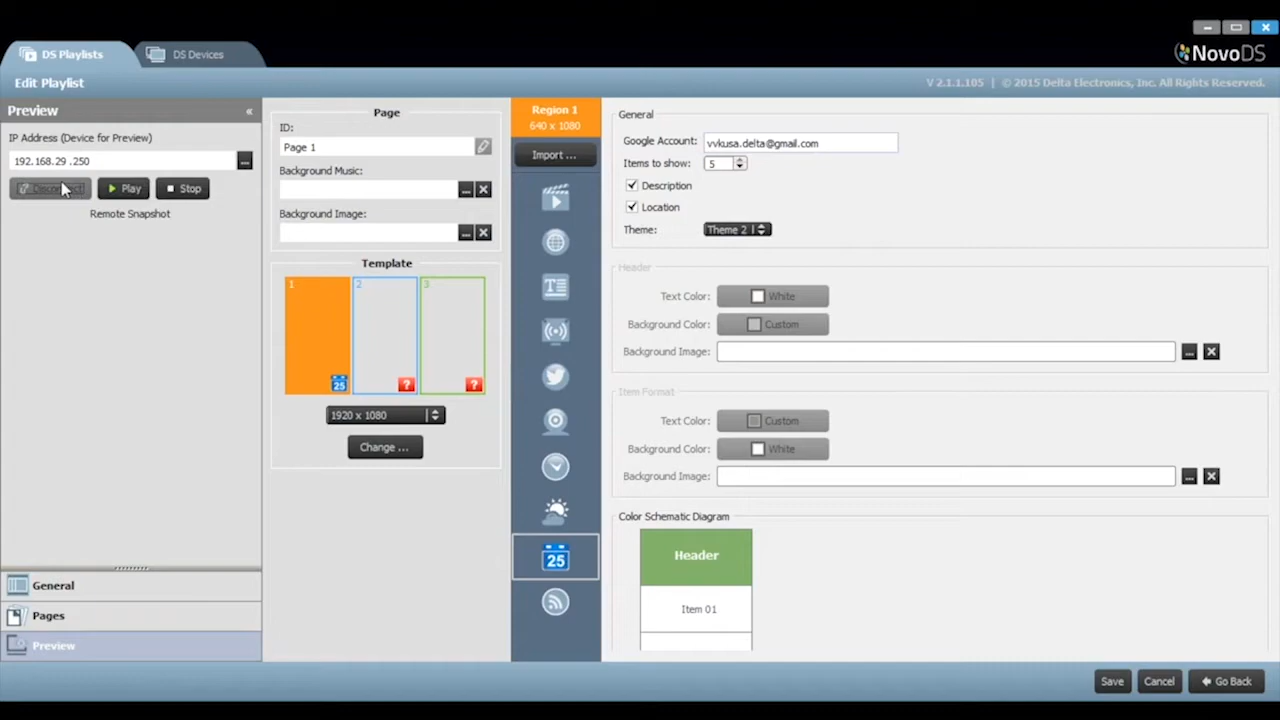 DS Playlists
DS Devices
NovoDS
Edit Playlist
V 2.1.1.105 | © 2015 Delta Electronics, Inc. All Rights Reserved.
Preview
«
IP Address (Device for Preview)
192.168.29 .250
...
Play
Stop
Remote Snapshot
General
Pages
Preview
Page
ID:
Page 1
Background Music:
...
Background Image:
...
Template
1
2
3
25
?
?
1920 x 1080
Change ...
Region 1
640 x 1080
Import ...
25
General
Google Account:
vvkusa.delta@gmail.com
Items to show:
5
Description
Location
Theme:
Theme 2
Header
Text Color:
White
Background Color:
Custom
Background Image:
...
Item Format
Text Color:
Custom
Background Color:
White
Background Image:
...
Color Schematic Diagram
Header
Item 01
Save
Cancel
Go Back